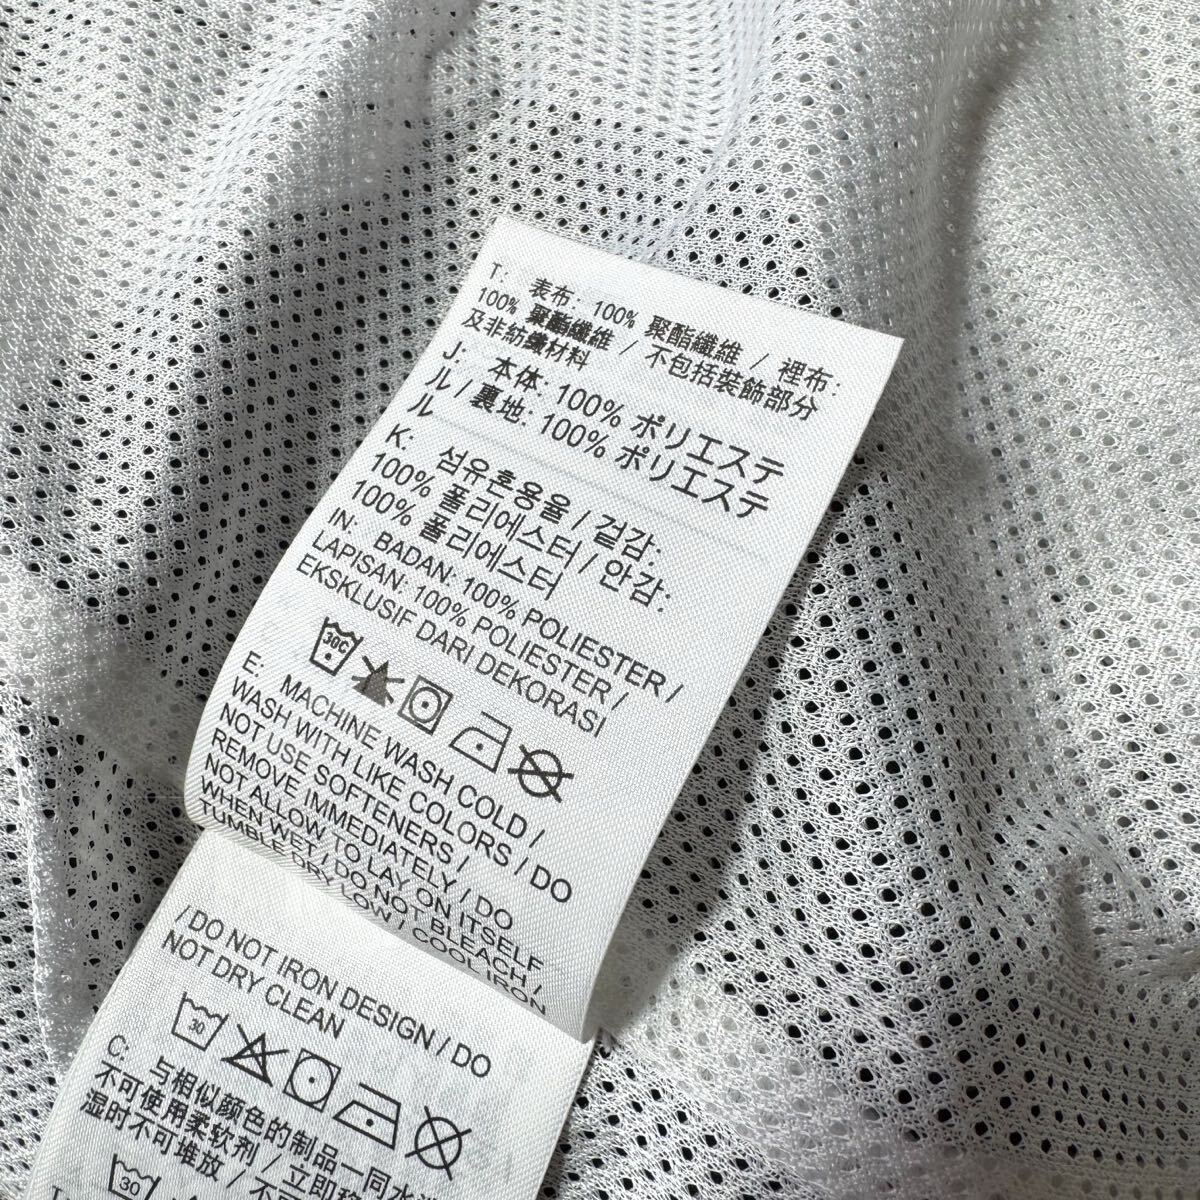 T: 表布: 100% 聚酯纖維 / 裡布:
100% 聚酯纖維 / 不包括裝飾部分
及非紡織材料
J: 本体: 100% ポリエステ
ル / 裏地: 100% ポリエステ
ル
K: 섬유혼용율 / 겉감:
100% 폴리에스터 / 안감:
100% 폴리에스터
IN: BADAN: 100% POLIESTER /
LAPISAN: 100% POLIESTER /
EKSKLUSIF DARI DEKORASI
30C
E: MACHINE WASH COLD /
WASH WITH LIKE COLORS / DO
NOT USE SOFTENERS /
REMOVE IMMEDIATELY / DO
NOT ALLOW TO LAY ON ITSELF
WHEN WET / DO NOT BLEACH /
TUMBLE DRY LOW / COOL IRON
/ DO NOT IRON DESIGN / DO
NOT DRY CLEAN
30
C: 与相似颜色的制品一同水
不可使用柔软剂 / 立即
湿时不可堆放 / 不可
30
T: